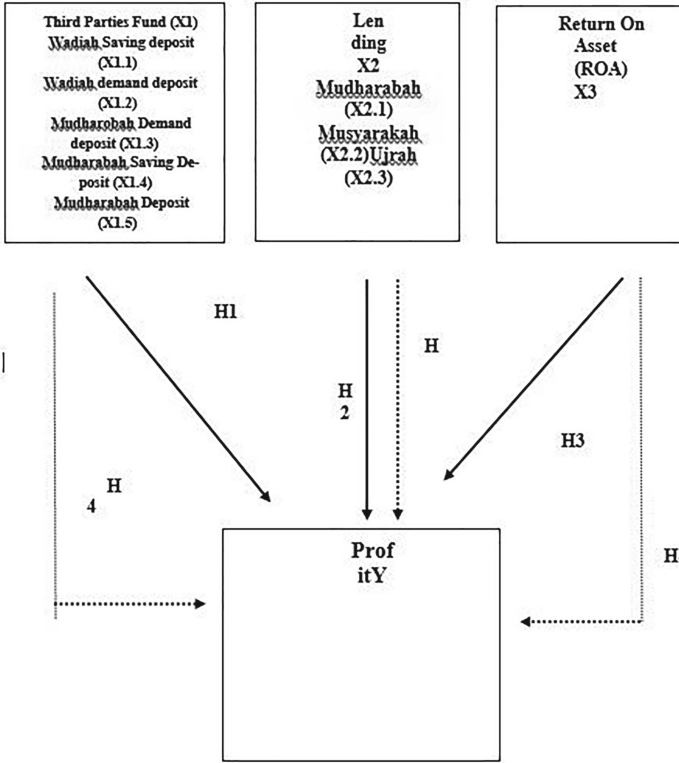 Third Parties Fund (X1)
Wadiah Saving deposit
(X1.1)
Wadiah demand deposit
(X1.2)
Mudharobah Demand
deposit (X1.3)
Mudharabah Saving De-
posit (X1.4)
Mudharabah Deposit
(X1.5)
Len
ding
X2
Mudharabah
(X2.1)
Musyarakah
(X2.2)Ujrah
(X2.3)
Return On
Asset
(ROA)
X3
H1
H
H
2
H3
H
4
H
Prof
itY